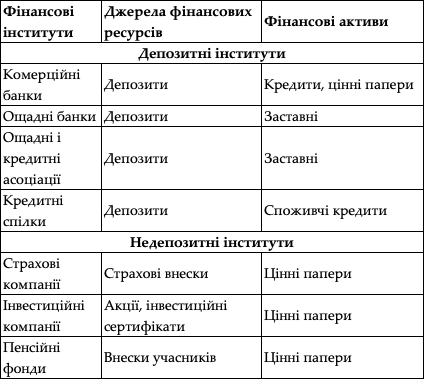 Фінансові інститути
Джерела фінансових ресурсів
Фінансові активи
Депозитні інститути
Комерційні банки
Депозити
Кредити, цінні папери
Ощадні банки
Депозити
Заставні
Ощадні і кредитні асоціації
Депозити
Заставні
Кредитні спілки
Депозити
Споживчі кредити
Недепозитні інститути
Страхові компанії
Страхові внески
Цінні папери
Інвестиційні компанії
Акції, інвестиційні сертифікати
Цінні папери
Пенсійні фонди
Внески учасників
Цінні папери